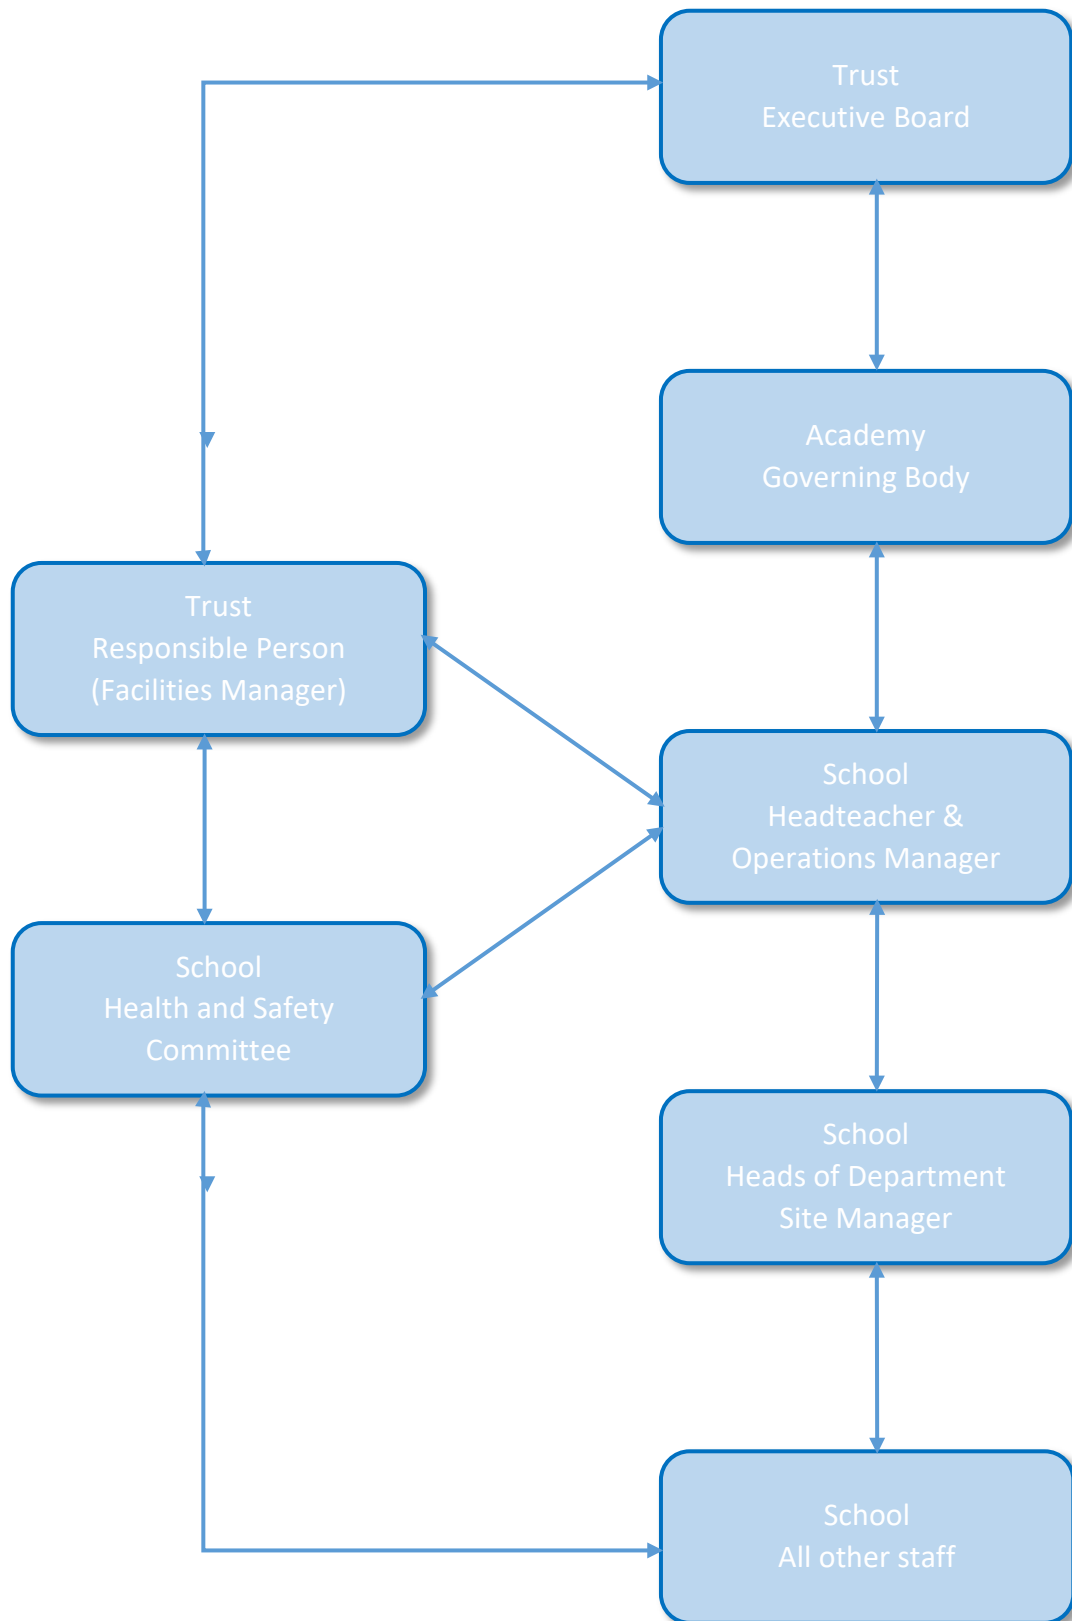 Trust
Executive Board
Academy
Governing Body
Trust
Responsible Person
(Facilities Manager)
School
Headteacher &
Operations Manager
School
Health and Safety
Committee
School
Heads of Department
Site Manager
School
All other staff